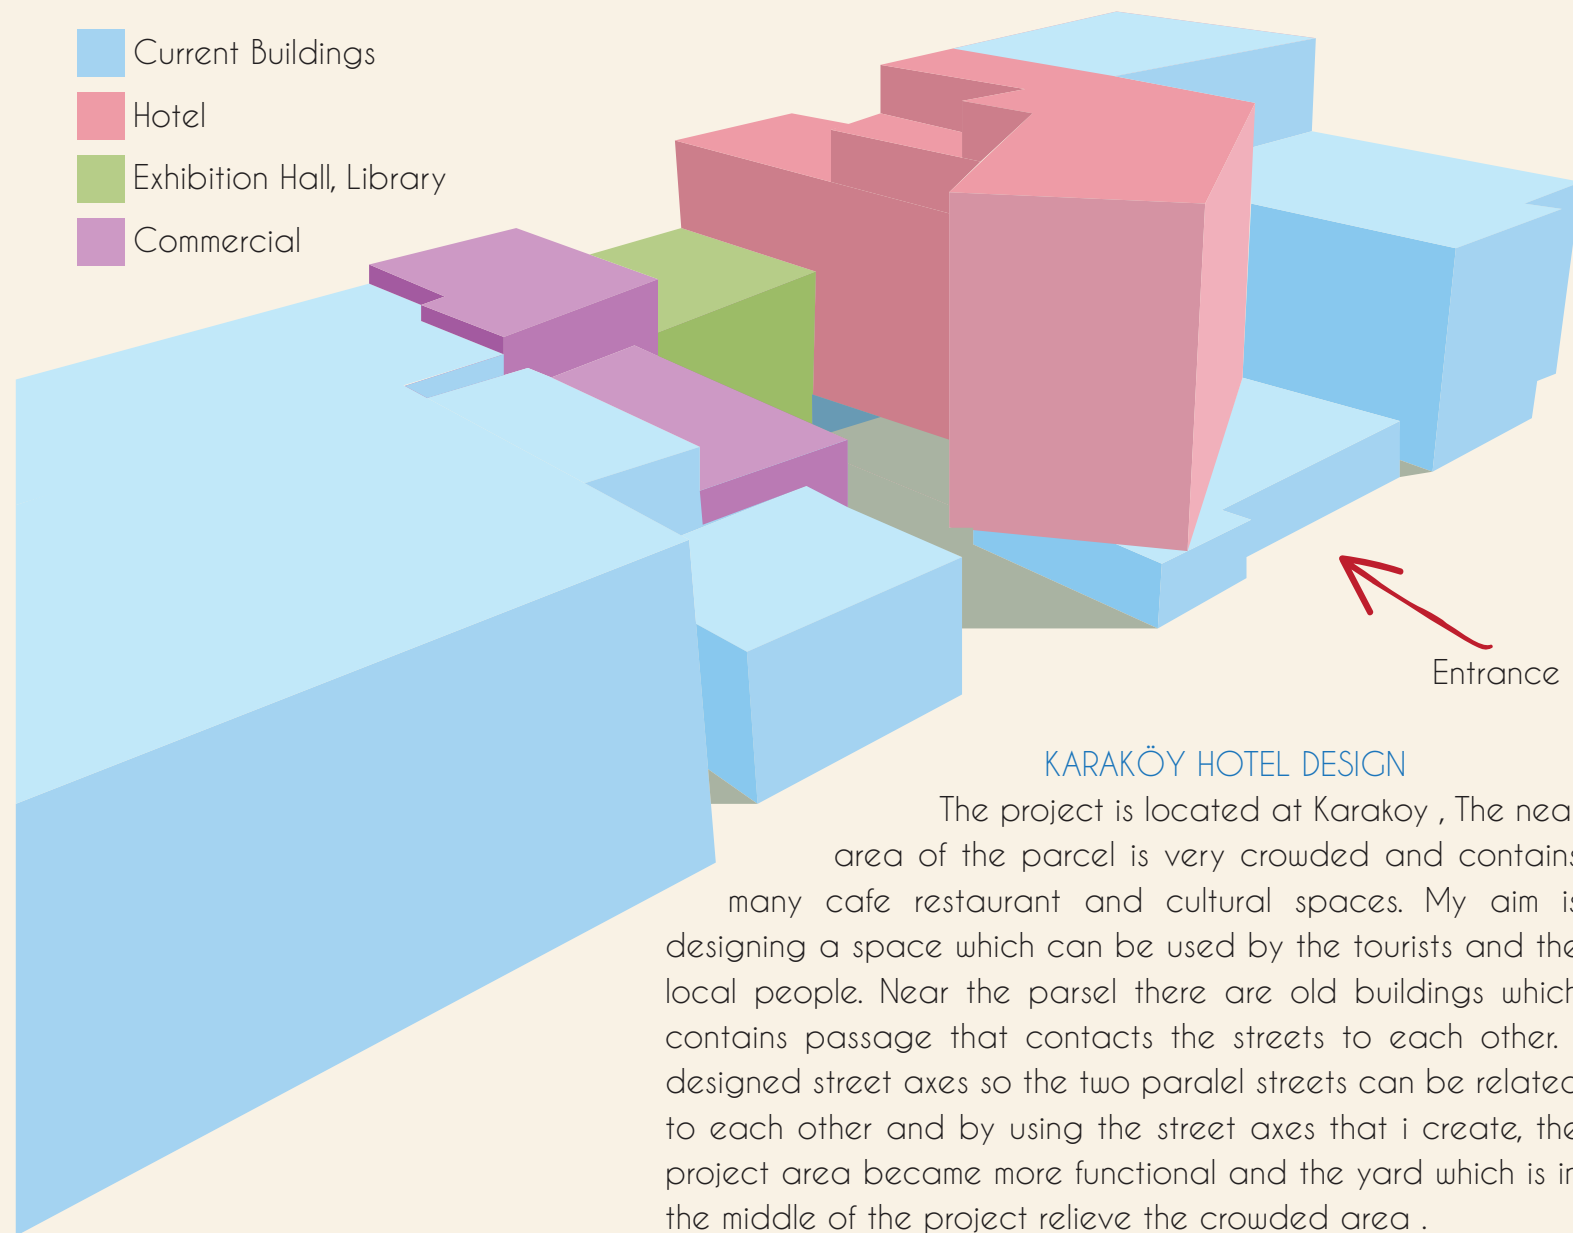 Current Buildings
Hotel
Exhibition Hall, Library
Commercial
Entrance
KARAKÖY HOTEL DESIGN
The project is located at Karakoy , The nea
area of the parcel is very crowded and contains
many cafe restaurant and cultural spaces. My aim is
designing a space which can be used by the tourists and the
local people. Near the parsel there are old buildings which
contains passage that contacts the streets to each other.
designed street axes so the two paralel streets can be related
to each other and by using the street axes that i create, the
project area became more functional and the yard which is in
the middle of the project relieve the crowded area .